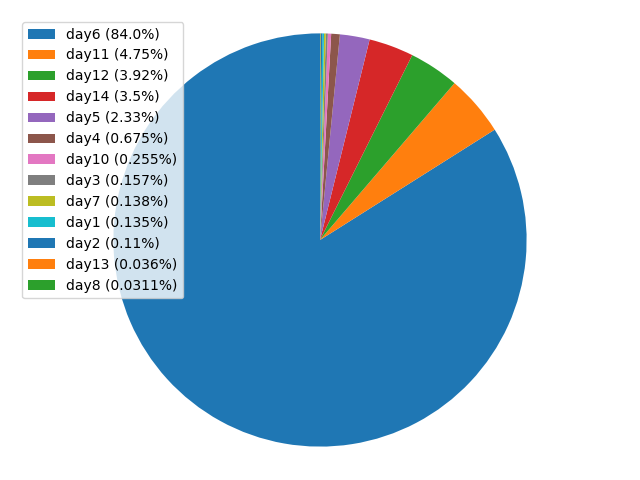 day6 (84.0%)
day11 (4.75%)
day12 (3.92%)
day14 (3.5%)
day5 (2.33%)
day4 (0.675%)
day10 (0.255%)
day3 (0.157%)
day7 (0.138%)
day1 (0.135%)
day2 (0.11%)
day13 (0.036%)
day8 (0.0311%)